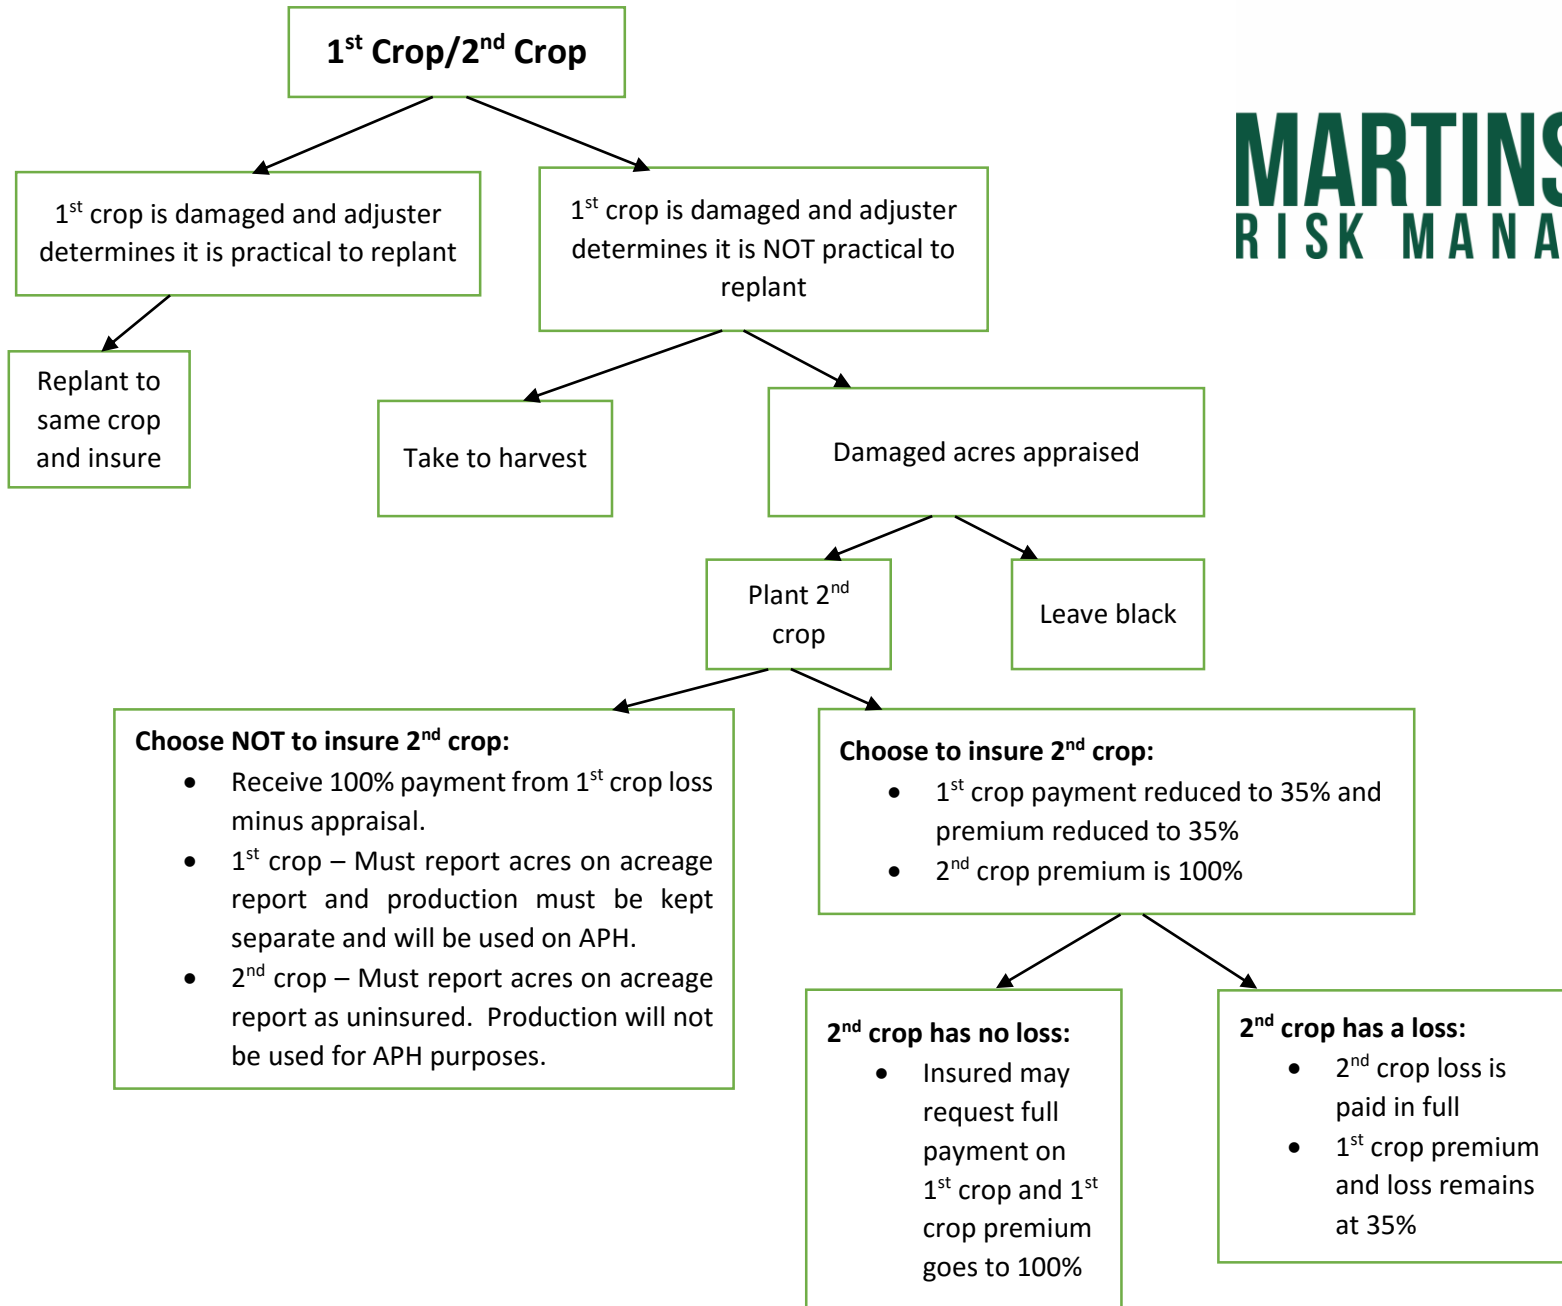 1st Crop/2nd Crop
MARTINS
RISK MANA
1st crop is damaged and adjuster
determines it is practical to replant
1st crop is damaged and adjuster
determines it is NOT practical to
replant
Replant to
same crop
and insure
Take to harvest
Damaged acres appraised
Plant 2nd
crop
Leave black
Choose NOT to insure 2nd crop:
• Receive 100% payment from 1st crop loss
minus appraisal.
• 1st crop – Must report acres on acreage
report and production must be kept
separate and will be used on APH.
• 2nd crop – Must report acres on acreage
report as uninsured. Production will not
be used for APH purposes.
Choose to insure 2nd crop:
• 1st crop payment reduced to 35% and
premium reduced to 35%
• 2nd crop premium is 100%
2nd crop has no loss:
• Insured may
request full
payment on
1st crop and 1st
crop premium
goes to 100%
2nd crop has a loss:
• 2nd crop loss is
paid in full
• 1st crop premium
and loss remains
at 35%